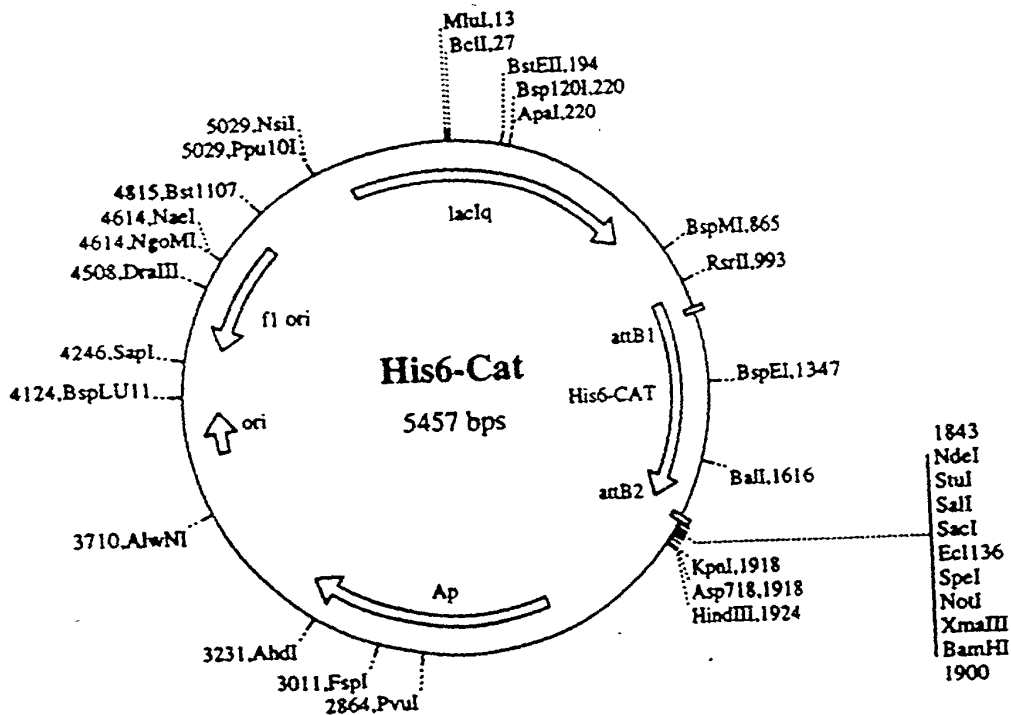 MluI,13
BclI,27
BstEII,194
Bsp120I,220
ApaI,220
5029,NsiI
5029,Ppu10I
4815,Bst1107
4614,NaeI
4614,NgoMI
4508,DraIII
lacIq
BspMI,865
RsrII,993
f1 ori
attB1
4246,SapI
4124,BspLU11
His6-Cat
5457 bps
His6-CAT
BspEI,1347
ori
attB2
BalI,1616
1843
NdeI
StuI
SalI
SacI
Ecl136
SpeI
NotI
XmaIII
BamHI
1900
3710,AlwNI
KpnI,1918
Asp718,1918
HindIII,1924
Ap
3231,AhdI
3011,FspI
2864,PvuI